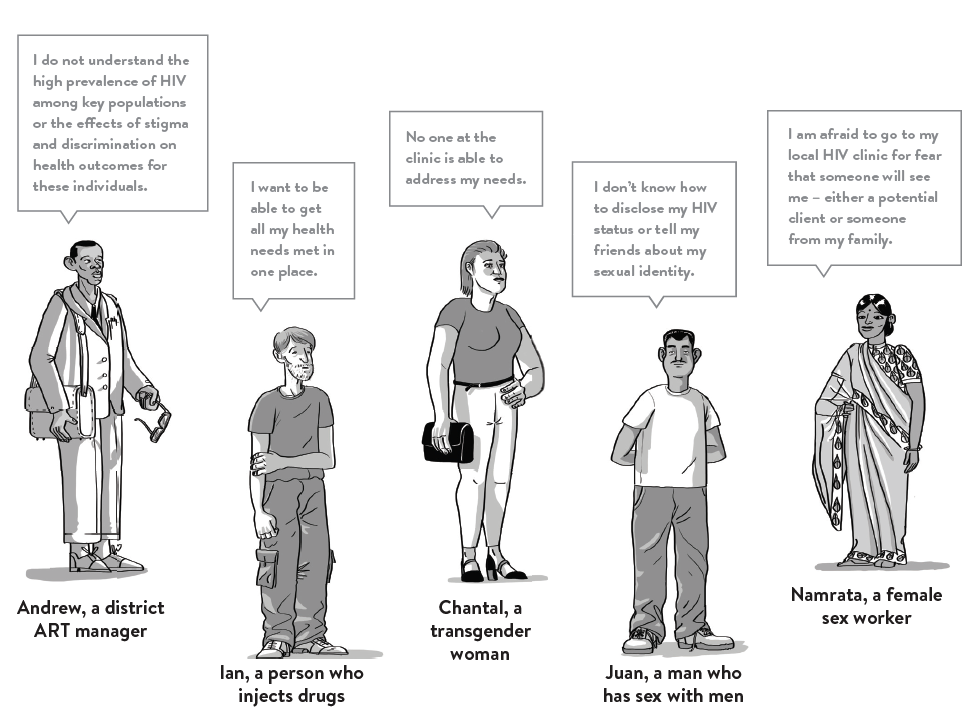 I do not understand the
high prevalence of HIV
among key populations
or the effects of stigma
and discrimination on
health outcomes for
these individuals.
Andrew, a district
ART manager
I want to be
able to get
all my health
needs met in
one place.
Ian, a person who
injects drugs
No one at the
clinic is able to
address my needs.
Chantal, a
transgender
woman
I don’t know how
to disclose my HIV
status or tell my
friends about my
sexual identity.
Juan, a man who
has sex with men
I am afraid to go to my
local HIV clinic for fear
that someone will see
me – either a potential
client or someone
from my family.
Namrata, a female
sex worker